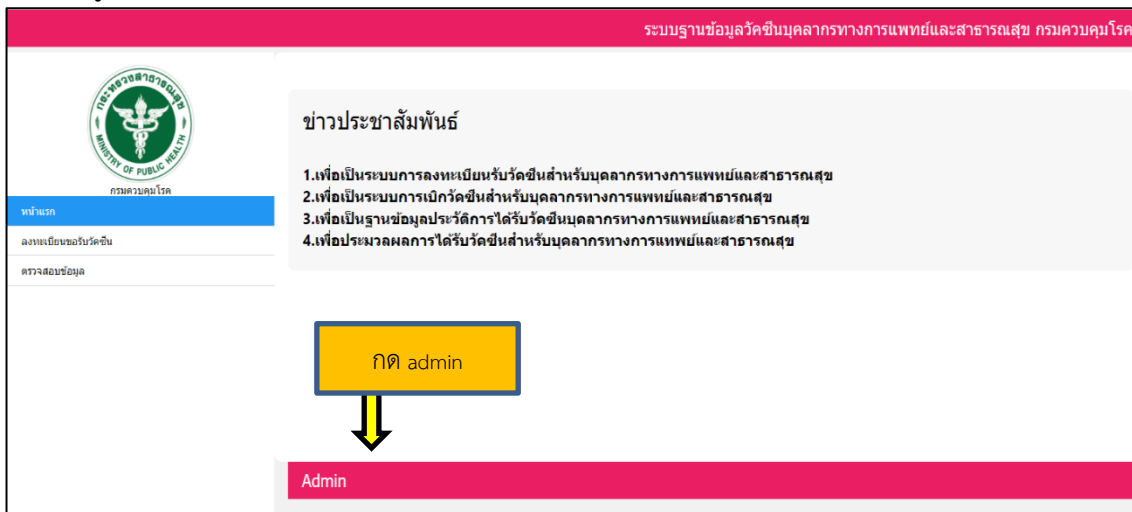 ระบบฐานข้อมูลวัคซีนบุคลากรทางการแพทย์และสาธารณสุข กรมควบคุมโรค
กระทรวงสาธารณสุข
MINISTRY OF PUBLIC HEALTH
กรมควบคุมโรค
หน้าแรก
ลงทะเบียนขอรับวัคซีน
ตรวจสอบข้อมูล
ข่าวประชาสัมพันธ์
1.เพื่อเป็นระบบการลงทะเบียนรับวัคซีนสำหรับบุคลากรทางการแพทย์และสาธารณสุข
2.เพื่อเป็นระบบการเบิกวัคซีนสำหรับบุคลากรทางการแพทย์และสาธารณสุข
3.เพื่อเป็นฐานข้อมูลประวัติการได้รับวัคซีนบุคลากรทางการแพทย์และสาธารณสุข
4.เพื่อประมวลผลการได้รับวัคซีนสำหรับบุคลากรทางการแทพย์และสาธารณสุข
กด admin
Admin